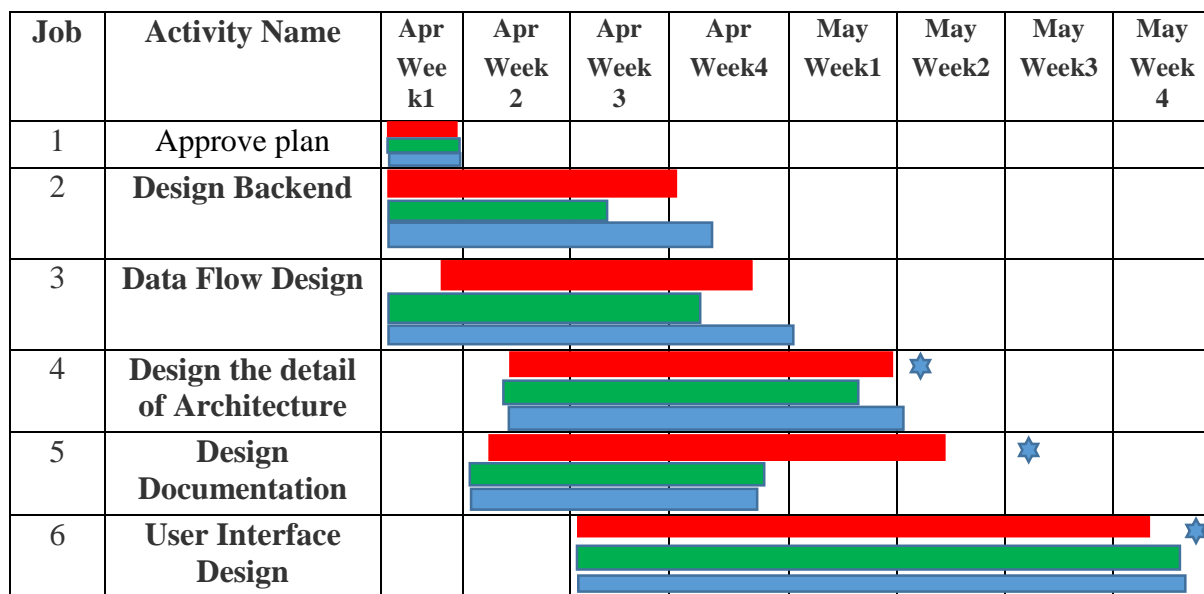 Job Activity Name Apr Wee k1 Apr Week 2 Apr Week 3 Apr Week4 May Week1 May Week2 May Week3 May Week 4
1 Approve plan
2 Design Backend
3 Data Flow Design
4 Design the detail
of Architecture
5 Design
Documentation
6 User Interface
Design